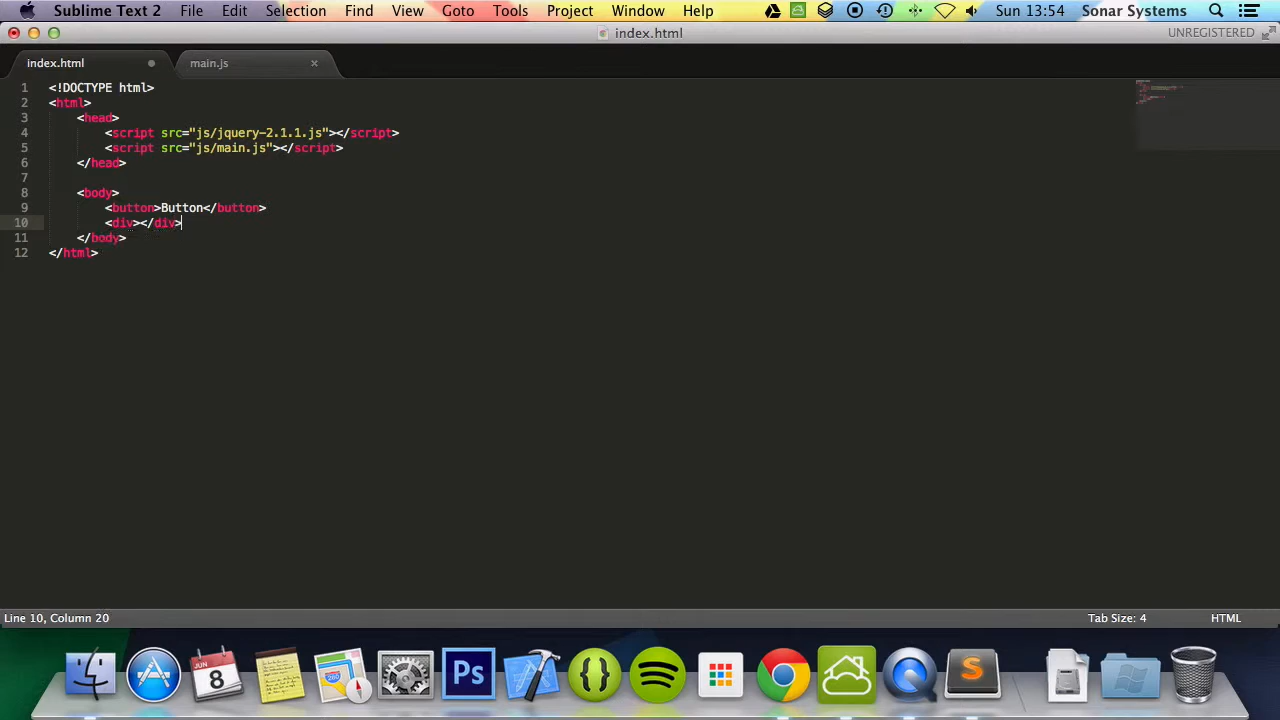 Sublime Text 2 File Edit Selection Find View Goto Tools Project Window Help Sun 13:54 Sonar Systems
index.html UNREGISTERED
index.html main.js
1 <!DOCTYPE html>
2 <html>
3 <head>
4 <script src="js/jquery-2.1.1.js"></script>
5 <script src="js/main.js"></script>
6 </head>
7
8 <body>
9 <button>Button</button>
10 <div></div>
11 </body>
12 </html>
Line 10, Column 20 Tab Size: 4 HTML
JUN
8
280
Ps
{}
S